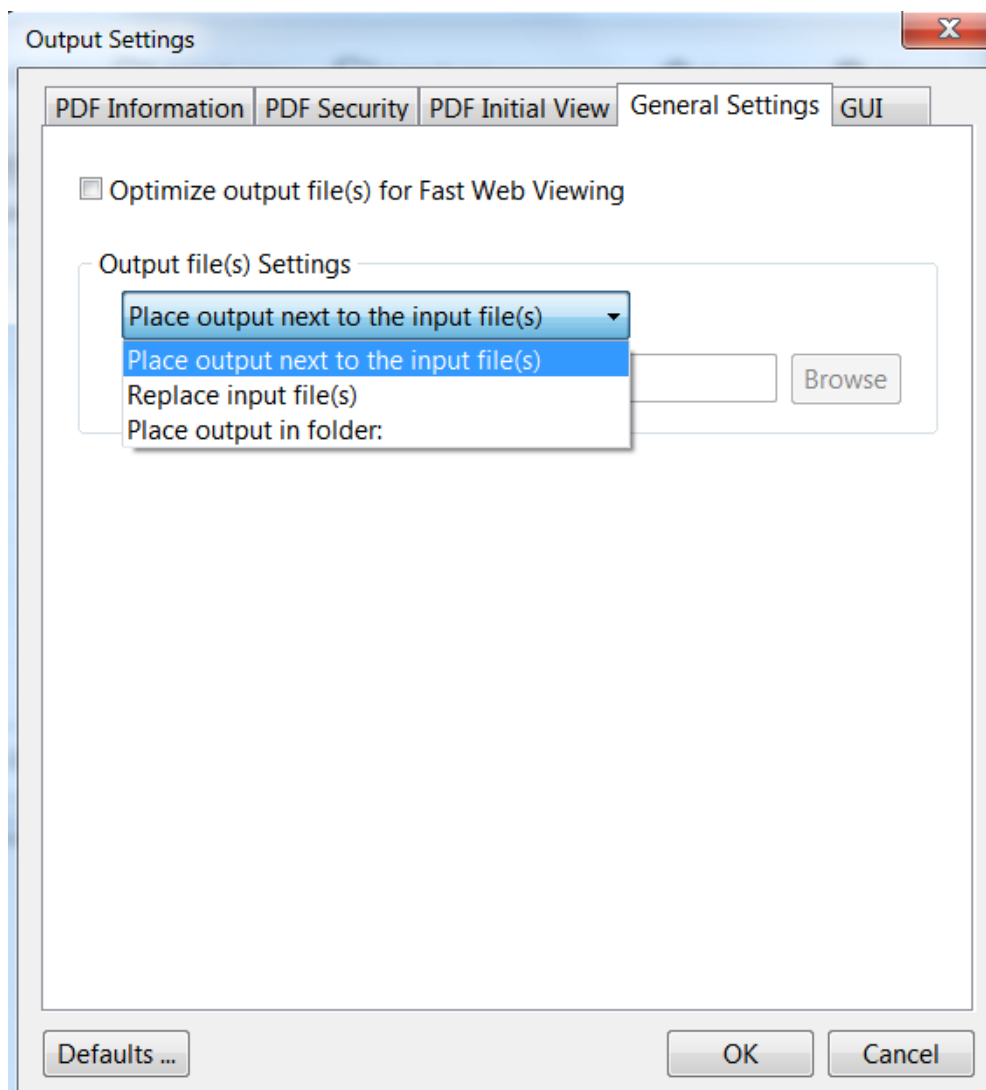 Output Settings
PDF Information PDF Security PDF Initial View General Settings GUI
Optimize output file(s) for Fast Web Viewing
Output file(s) Settings
Place output next to the input file(s)
Place output next to the input file(s)
Browse
Replace input file(s)
Place output in folder:
Defaults ... OK Cancel